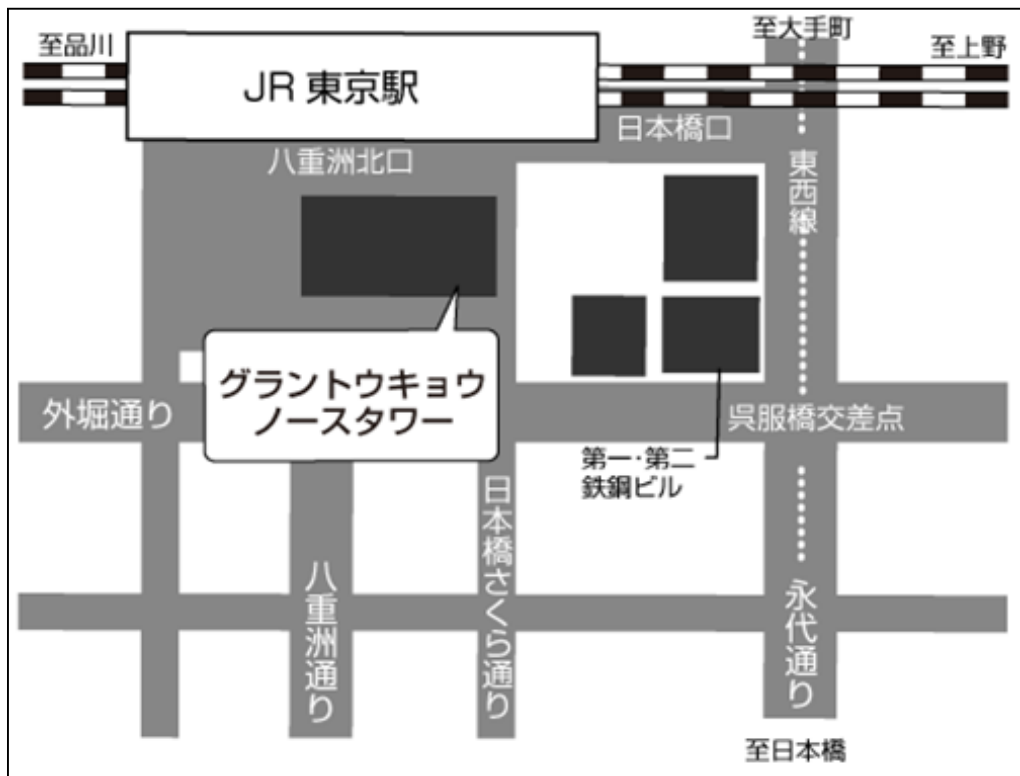 至大手町
至品川
至上野
JR 東京駅
日本橋口
八重洲北口
東西線
グラントウキョウ
ノースタワー
外堀通り
呉服橋交差点
第一・第二
鉄鋼ビル
日本橋さくら通り
八重洲通り
永代通り
至日本橋